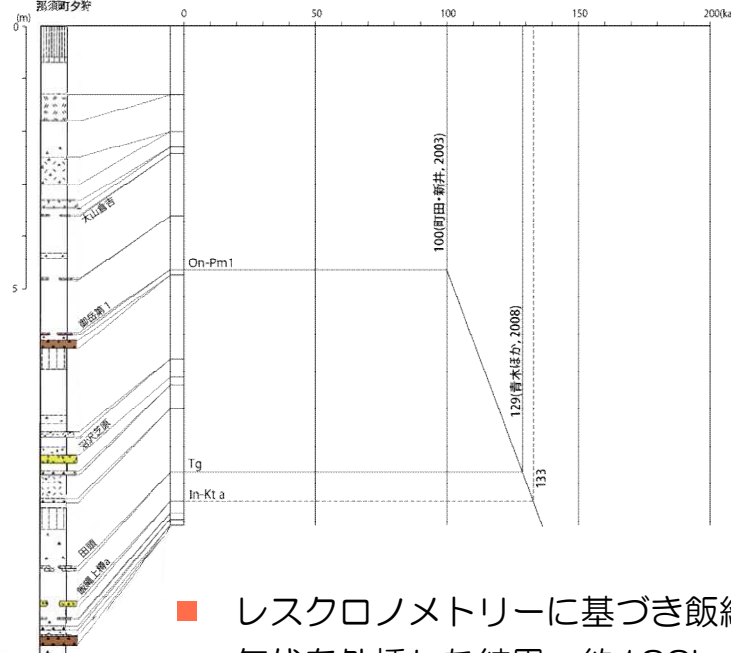 那須町夕狩
(m)
0
0 50 100 150 200(ka
5
大山倉吉
御岳第1
沼沢芝原
田頭
飯縄上樽a
On-Pm1
Tg
In-Kt a
100(町田・新井, 2003)
129(青木ほか, 2008)
133
レスクロノメトリーに基づき飯縄